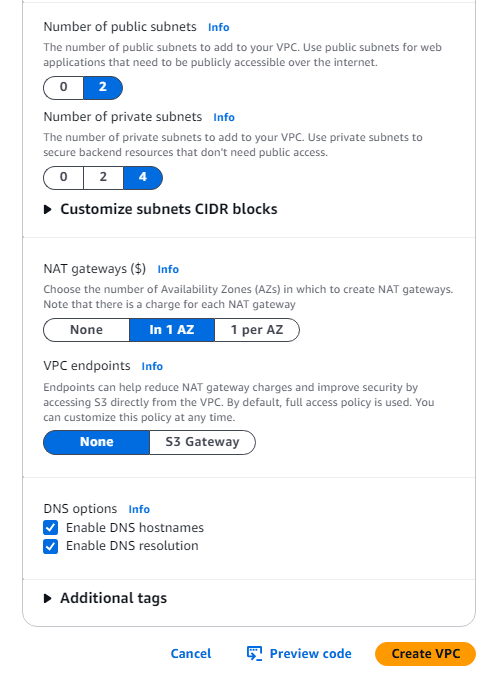 Number of public subnets Info
The number of public subnets to add to your VPC. Use public subnets for web
applications that need to be publicly accessible over the internet.
0 2
Number of private subnets Info
The number of private subnets to add to your VPC. Use private subnets to
secure backend resources that don't need public access.
0 2 4
Customize subnets CIDR blocks
NAT gateways ($) Info
Choose the number of Availability Zones (AZs) in which to create NAT gateways.
Note that there is a charge for each NAT gateway
None In 1 AZ 1 per AZ
VPC endpoints Info
Endpoints can help reduce NAT gateway charges and improve security by
accessing S3 directly from the VPC. By default, full access policy is used. You
can customize this policy at any time.
None S3 Gateway
DNS options Info
Enable DNS hostnames
Enable DNS resolution
Additional tags
Cancel Preview code Create VPC